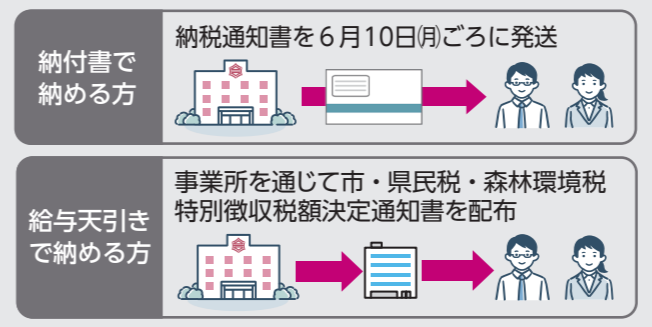 納付書で
納める方
納税通知書を６月10日㈪ごろに発送
給与天引き
で納める方
事業所を通じて市・県民税・森林環境税
特別徴収税額決定通知書を配布